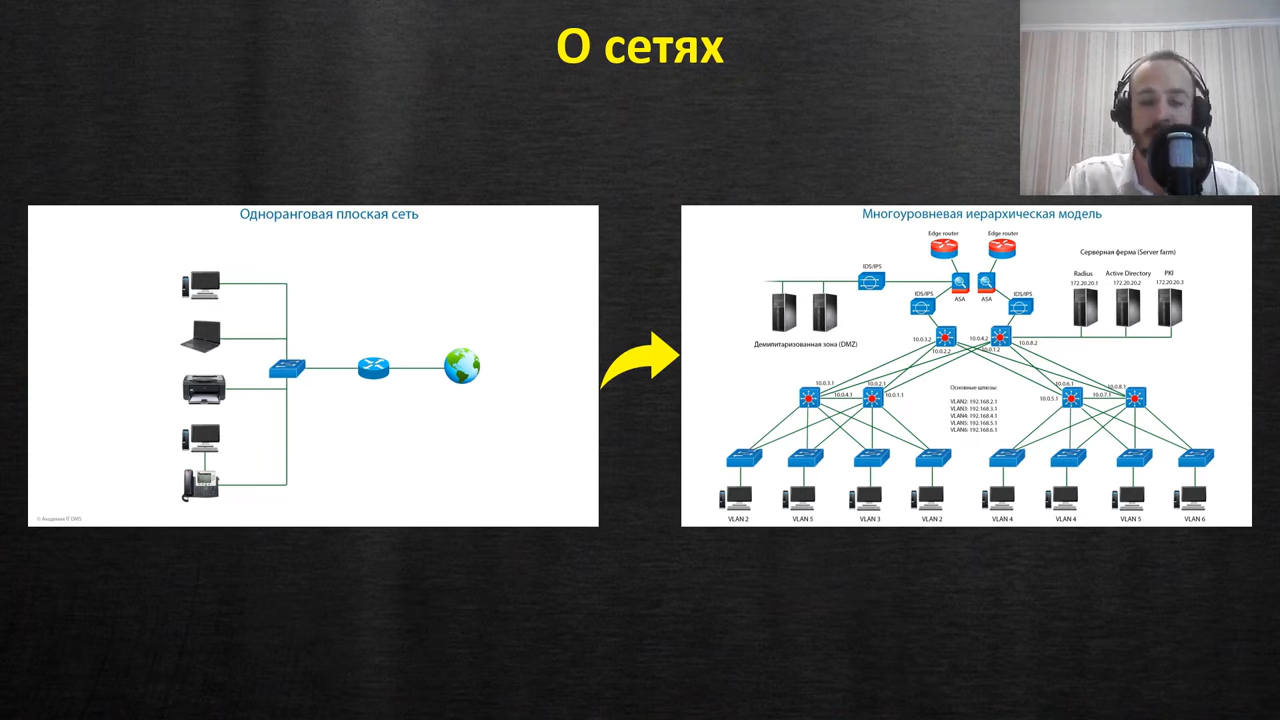 О сетях
Одноранговая плоская сеть
© Академия IT DMS
Многоуровневая иерархическая модель
Edge router
Edge router
Серверная ферма (Server farm)
IDS/IPS
Radius
Active Directory
PKI
172.20.20.1
172.20.20.2
172.20.20.3
IDS/IPS
ASA
ASA
IDS/IPS
Демилитаризованная зона (DMZ)
10.0.3.2
10.0.4.2
10.0.8.2
10.0.2.2
10.0.1.2
10.0.3.1
10.0.2.1
10.0.4.1
10.0.1.1
Основные шлюзы:
10.0.6.1
10.0.8.1
10.0.5.1
10.0.7.1
VLAN2: 192.168.2.1
VLAN3: 192.168.3.1
VLAN4: 192.168.4.1
VLAN5: 192.168.5.1
VLAN6: 192.168.6.1
VLAN 2
VLAN 5
VLAN 3
VLAN 2
VLAN 4
VLAN 4
VLAN 5
VLAN 6